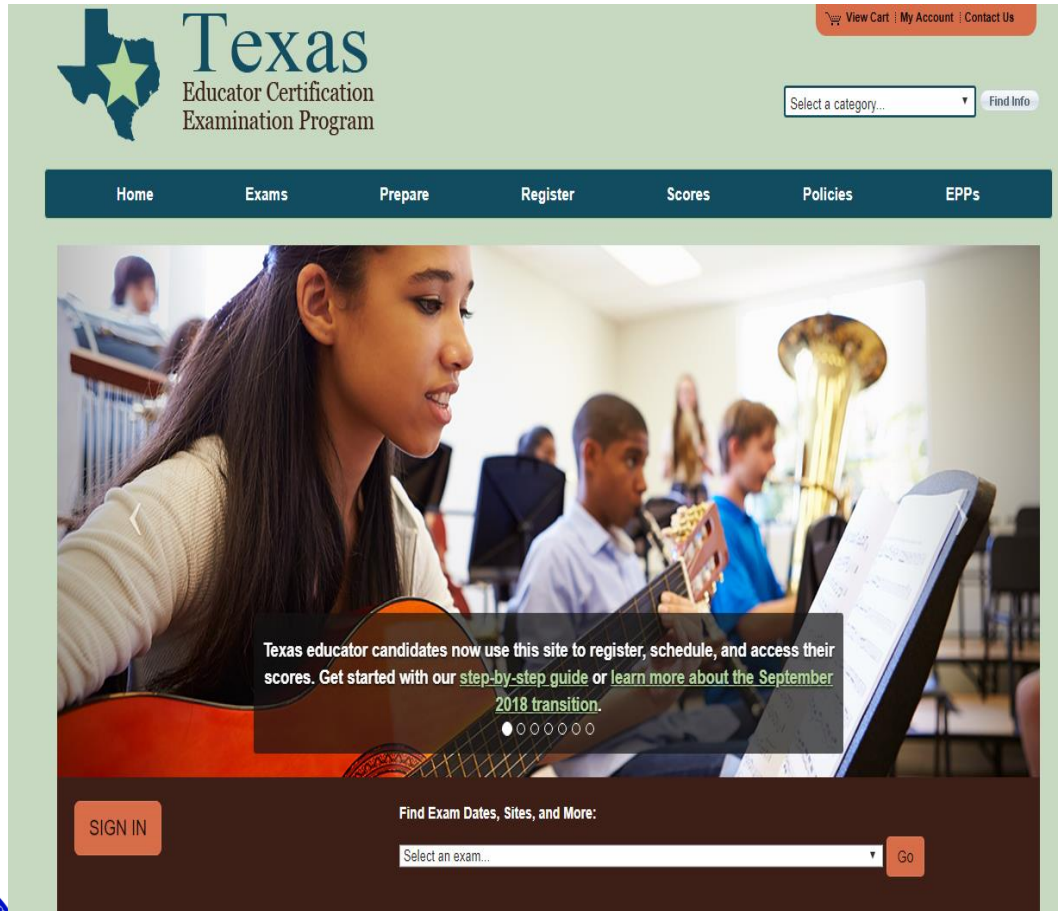 View Cart | My Account | Contact Us
Texas
Educator Certification
Examination Program
Select a category...
Find Info
Home Exams Prepare Register Scores Policies EPPs
Texas educator candidates now use this site to register, schedule, and access their
scores. Get started with our step-by-step guide or learn more about the September
2018 transition.
SIGN IN
Find Exam Dates, Sites, and More:
Select an exam...
Go